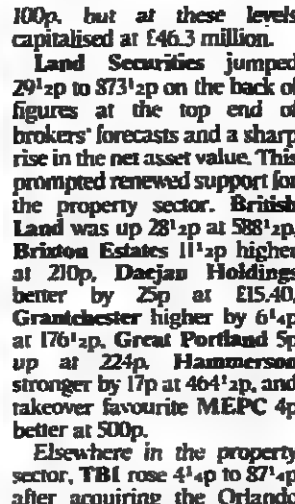 100p, but at these levels
capitalised at £46.3 million.
Land Securities jumped
29½p to 873½p on the back of
figures at the top end of
brokers' forecasts and a sharp
rise in the net asset value. This
prompted renewed support for
the property sector. British
Land was up 28½p at 588½p,
Brixton Estates 11½p higher
at 210p, Daejan Holdings
better by 25p at £15.40,
Grantchester higher by 6¼p
at 176½p, Great Portland 5p
up at 224p, Hammerson
stronger by 17p at 464½p, and
takeover favourite MEPC 4p
better at 500p.
Elsewhere in the property
sector, TBI rose 4¼p to 87¼p
after acquiring the Orlando